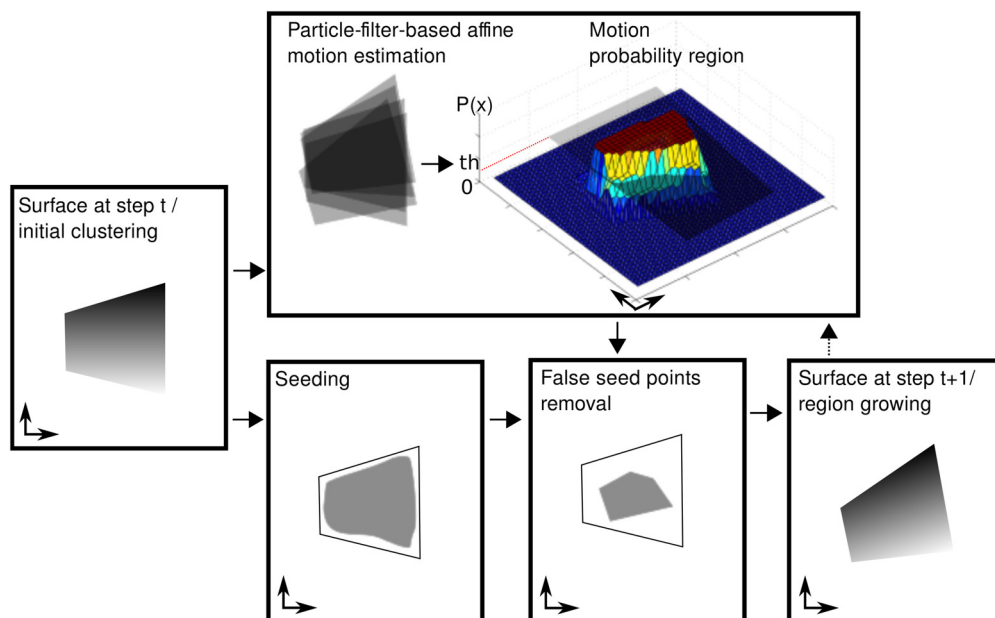 Particle-filter-based affine
motion estimation
Motion
probability region
P(x)
th
0
Surface at step t /
initial clustering
Seeding
False seed points
removal
Surface at step t+1/
region growing